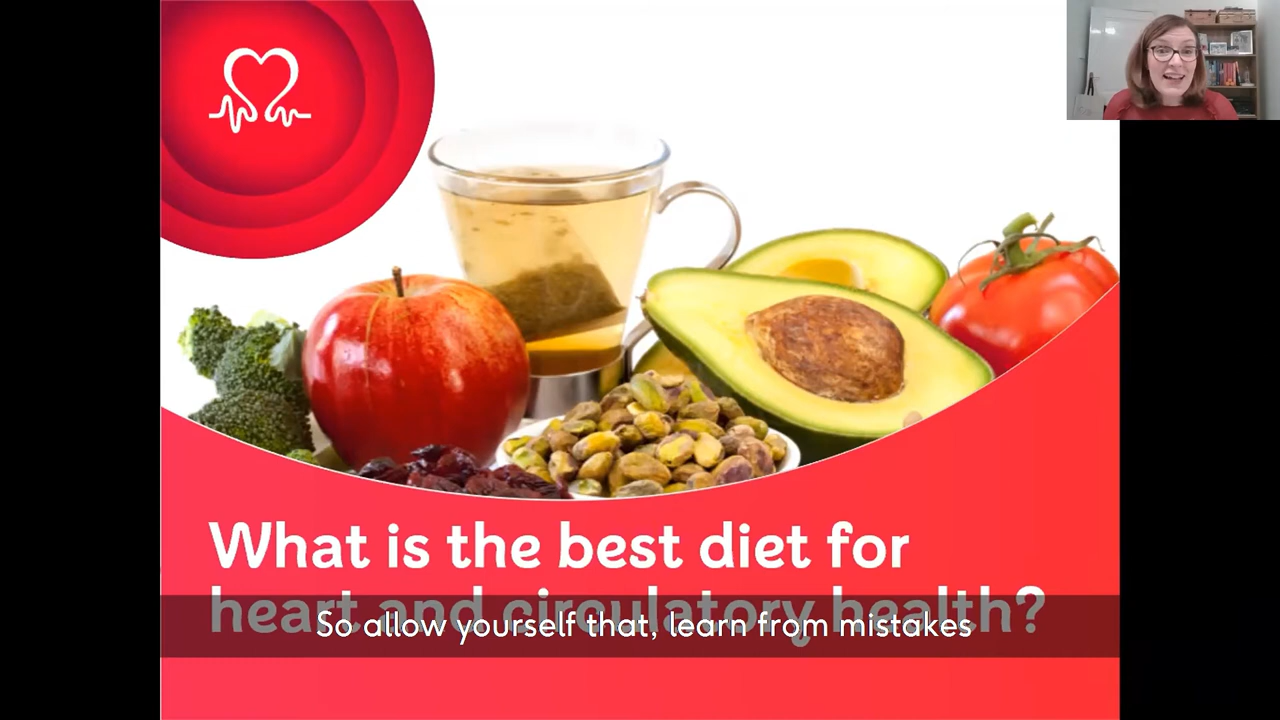 What is the best diet for
heart and circulatory health?
So allow yourself that, learn from mistakes